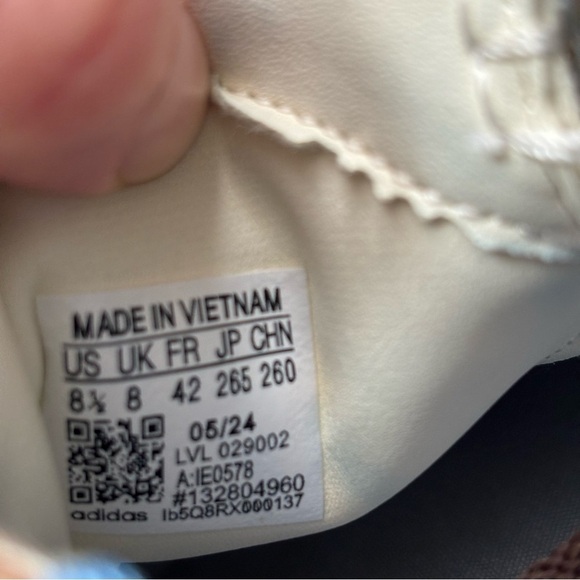 MADE IN VIETNAM
US UK FR JP CHN
8½ 8 42 265 260
05/24
LVL 029002
A:IE0578
#132804960
adidas Ib5Q8RX000137